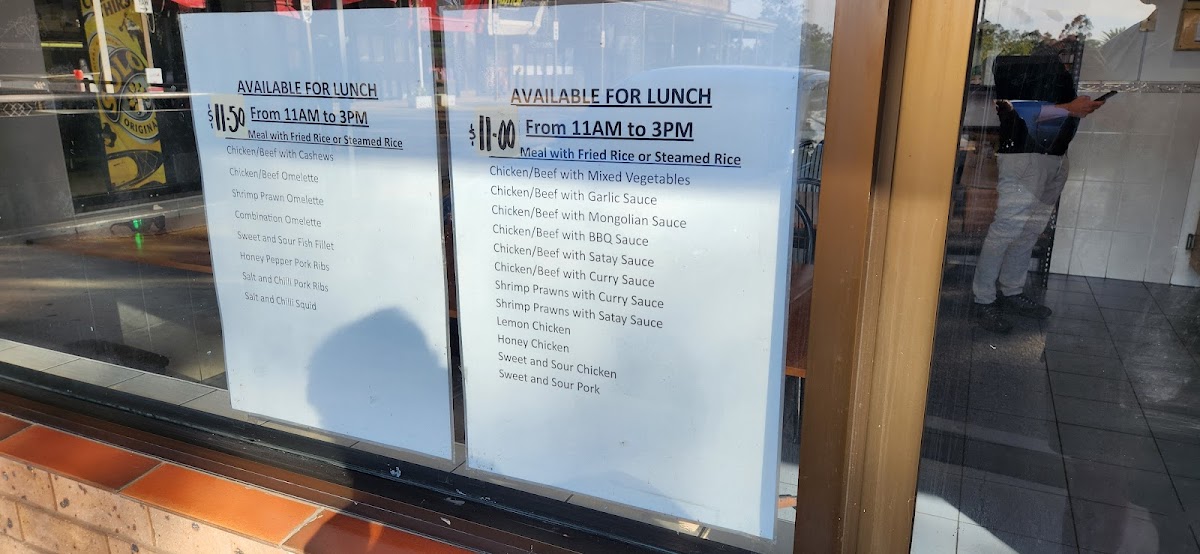 AVAILABLE FOR LUNCH
$11.50 From 11AM to 3PM
Meal with Fried Rice or Steamed Rice
Chicken/Beef with Cashews
Chicken/Beef Omelette
Shrimp Prawn Omelette
Combination Omelette
Sweet and Sour Fish Fillet
Honey Pepper Pork Ribs
Salt and Chilli Pork Ribs
Salt and Chilli Squid
AVAILABLE FOR LUNCH
$11.00 From 11AM to 3PM
Meal with Fried Rice or Steamed Rice
Chicken/Beef with Mixed Vegetables
Chicken/Beef with Garlic Sauce
Chicken/Beef with Mongolian Sauce
Chicken/Beef with BBQ Sauce
Chicken/Beef with Satay Sauce
Chicken/Beef with Curry Sauce
Shrimp Prawns with Curry Sauce
Shrimp Prawns with Satay Sauce
Lemon Chicken
Honey Chicken
Sweet and Sour Chicken
Sweet and Sour Pork
ORIGINA